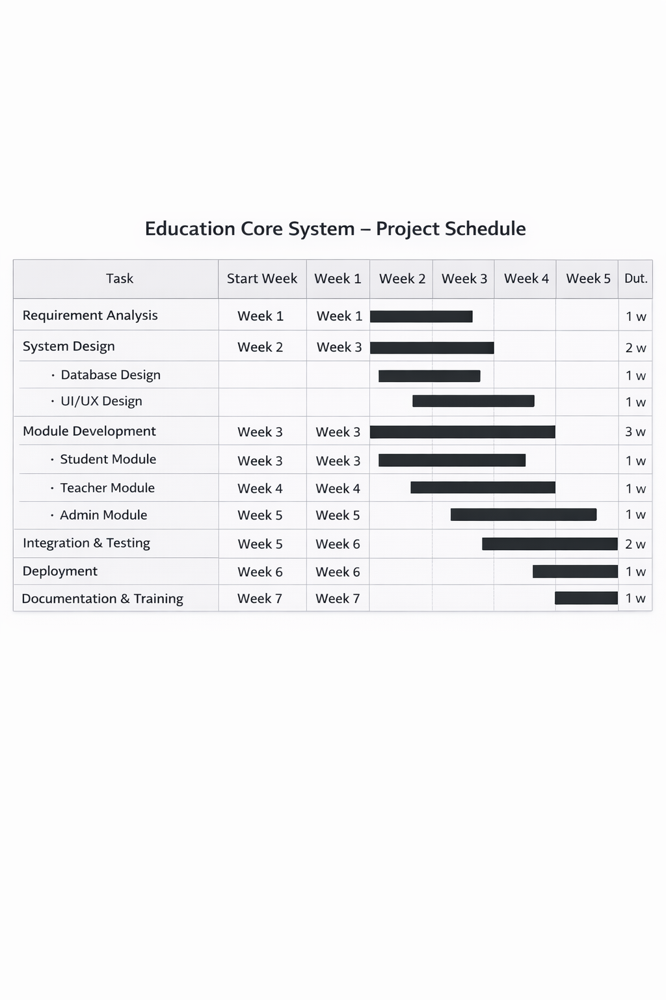 Education Core System – Project Schedule
Task Start Week Week 1 Week 2 Week 3 Week 4 Week 5 Dut.
Requirement Analysis Week 1 Week 1 1 w
System Design Week 2 Week 3 2 w
· Database Design 1 w
· UI/UX Design 1 w
Module Development Week 3 Week 3 3 w
· Student Module Week 3 Week 3 1 w
· Teacher Module Week 4 Week 4 1 w
· Admin Module Week 5 Week 5 1 w
Integration & Testing Week 5 Week 6 2 w
Deployment Week 6 Week 6 1 w
Documentation & Training Week 7 Week 7 1 w